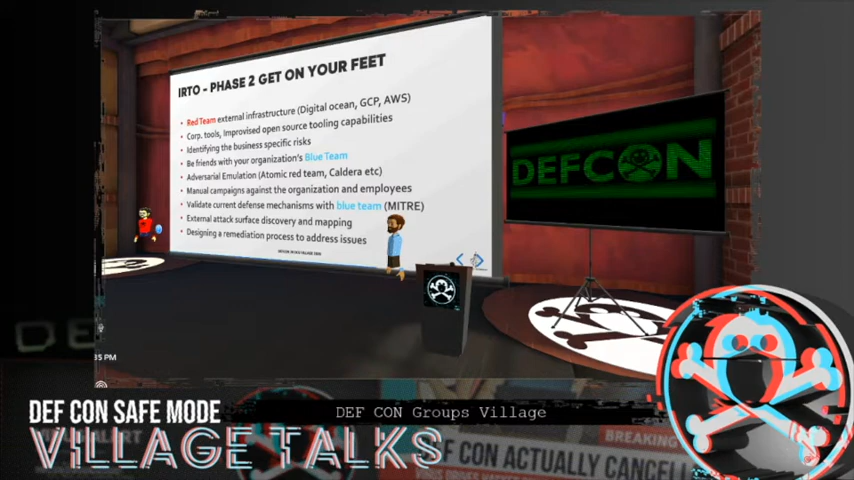 IRTO - PHASE 2 GET ON YOUR FEET
• Red Team external infrastructure (Digital ocean, GCP, AWS)
• Corp. tools, Improvised open source tooling capabilities
• Identifying the business specific risks
• Be friends with your organization's Blue Team
• Adversarial Emulation (Atomic red team, Caldera etc)
• Manual campaigns against the organization and employees
• Validate current defense mechanisms with blue team (MITRE)
• External attack surface discovery and mapping
• Designing a remediation process to address issues
DEFCON
35 PM
DEF CON SAFE MODE
VILLAGE TALKS
DEF CON Groups Village
BREAKING
F CON ACTUALLY CANCELL